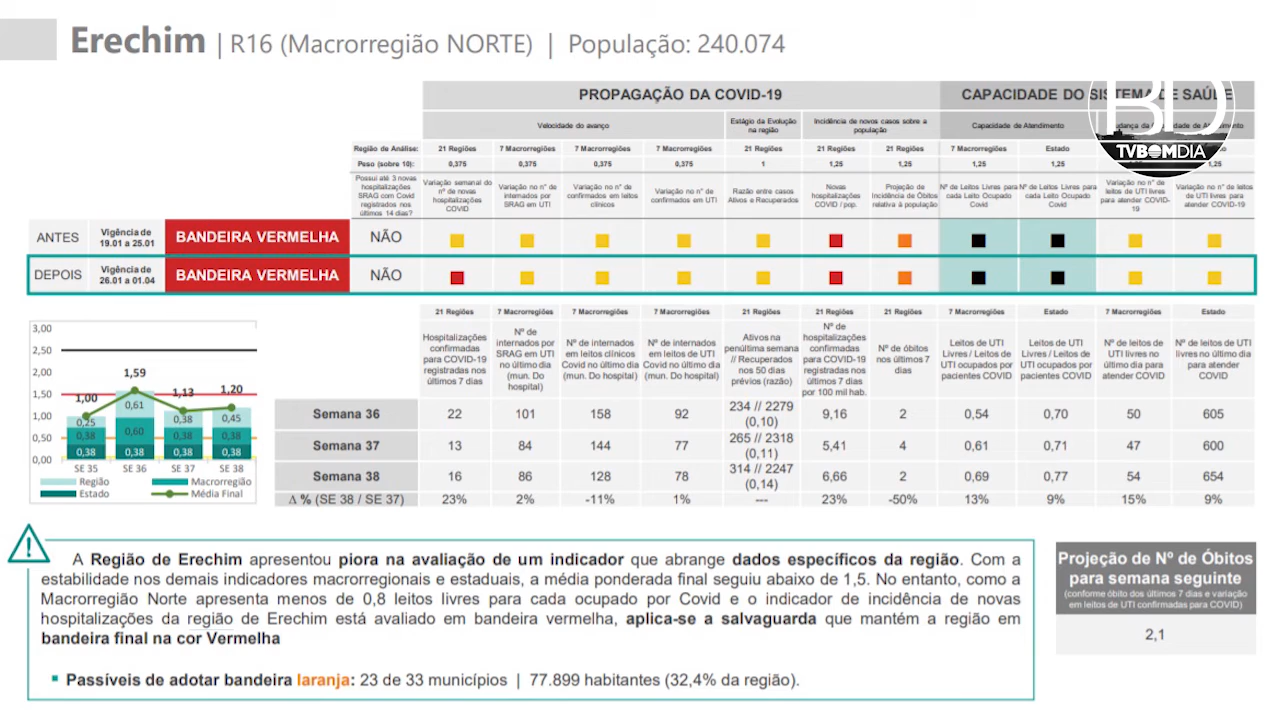 Erechim | R16 (Macrorregião NORTE) | População: 240.074
BD
TVBOMDIA
PROPAGAÇÃO DA COVID-19
CAPACIDADE DO SISTEMA DE SAÚDE
Velocidade do avanço
Estágio da Evolução
na região
Incidência de novos casos sobre a
população
Capacidade de Atendimento
de Atendimento
Região de Análise: 21 Regiões 7 Macrorregiões 7 Macrorregiões 7 Macrorregiões 21 Regiões 21 Regiões 21 Regiões 7 Macrorregiões Estado
Peso (sobre 10): 0,375 0,375 0,375 0,375 1 1,25 1,25 1,25 1,25 1,25 1,25
Possui até 3 novas
hospitalizações
SRAG com Covid
registrados nos
últimos 14 dias?
Variação semanal do
nº de novas
hospitalizações
COVID
Variação no n° de
internados por
SRAG em UTI
Variação no n° de
confirmados em leitos
clínicos
Variação no n° de
confirmados em UTI
Razão entre casos
Ativos e Recuperados
Novas
hospitalizações
COVID / pop.
Projeção de
Incidência de Óbitos
relativa à população
Nº de Leitos Livres para
cada Leito Ocupado
Covid
Nº de Leitos Livres para
cada Leito Ocupado
Covid
Variação no n° de
leitos de UTI livres
para atender COVID-
19
Variação no n° de leitos
de UTI livres para
atender COVID-19
ANTES
Vigência de
19.01 a 25.01
BANDEIRA VERMELHA
NÃO
DEPOIS
Vigência de
26.01 a 01.04
BANDEIRA VERMELHA
NÃO
3,00
2,50
2,00
1,50
1,00
0,50
0,00
1,00 1,59 1,13 1,20
0,25 0,61 0,38 0,45
0,38 0,60 0,38 0,38
0,38 0,38 0,38 0,38
SE 35 SE 36 SE 37 SE 38
Região Macrorregião
Estado Média Final
21 Regiões 7 Macrorregiões 7 Macrorregiões 7 Macrorregiões 21 Regiões 21 Regiões 21 Regiões 7 Macrorregiões Estado 7 Macrorregiões Estado
Hospitalizações
confirmadas
para COVID-19
registradas nos
últimos 7 dias
Nº de
internados por
SRAG em UTI
no último dia
(mun. Do
hospital)
Nº de internados
em leitos clínicos
Covid no último dia
(mun. Do hospital)
Nº de internados
em leitos de UTI
Covid no último dia
(mun. Do hospital)
Ativos na
penúltima semana
// Recuperados
nos 50 dias
prévios (razão)
Nº de
hospitalizações
confirmadas
para COVID-19
registradas nos
últimos 7 dias
por 100 mil hab.
Nº de óbitos
nos últimos 7
dias
Leitos de UTI
Livres / Leitos de
UTI ocupados por
pacientes COVID
Leitos de UTI
Livres / Leitos de
UTI ocupados por
pacientes COVID
Nº de leitos de
UTI livres no
último dia para
atender COVID
Nº de leitos de UTI
livres no último dia
para atender
COVID
Semana 36 22 101 158 92 234 // 2279 (0,10) 9,16 2 0,54 0,70 50 605
Semana 37 13 84 144 77 265 // 2318 (0,11) 5,41 4 0,61 0,71 47 600
Semana 38 16 86 128 78 314 // 2247 (0,14) 6,66 2 0,69 0,77 54 654
Δ % (SE 38 / SE 37) 23% 2% -11% 1% --- 23% -50% 13% 9% 15% 9%
A Região de Erechim apresentou piora na avaliação de um indicador que abrange dados específicos da região. Com a
estabilidade nos demais indicadores macrorregionais e estaduais, a média ponderada final seguiu abaixo de 1,5. No entanto, como a
Macrorregião Norte apresenta menos de 0,8 leitos livres para cada ocupado por Covid e o indicador de incidência de novas
hospitalizações da região de Erechim está avaliado em bandeira vermelha, aplica-se a salvaguarda que mantém a região em
bandeira final na cor Vermelha
Passíveis de adotar bandeira laranja: 23 de 33 municípios | 77.899 habitantes (32,4% da região).
Projeção de Nº de Óbitos
para semana seguinte
(conforme óbito dos últimos 7 dias e variação
em leitos de UTI confirmadas para COVID)
2,1